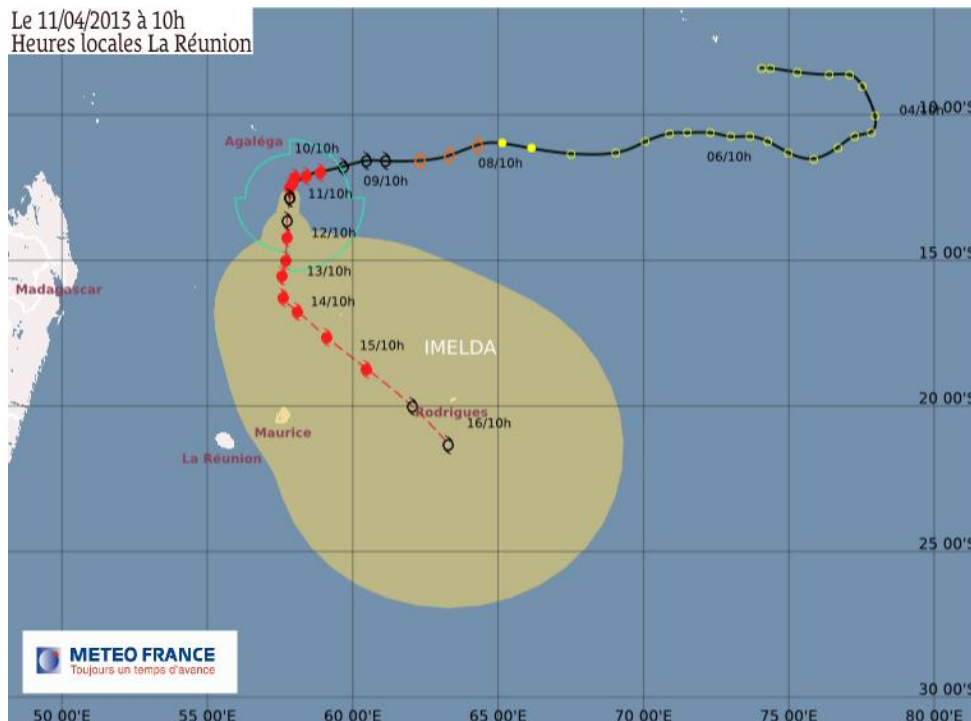 Le 11/04/2013 à 10h
Heures locales La Réunion
04/10h
10 00'S
Agaléga
10/10h
09/10h
08/10h
06/10h
11/10h
12/10h
15 00'S
13/10h
Madagascar
14/10h
15/10h
IMELDA
20 00'S
Rodrigues
16/10h
Maurice
La Réunion
25 00'S
METEO FRANCE
Toujours un temps d'avance
30 00'S
50 00'E
55 00'E
60 00'E
65 00'E
70 00'E
75 00'E
80 00'E